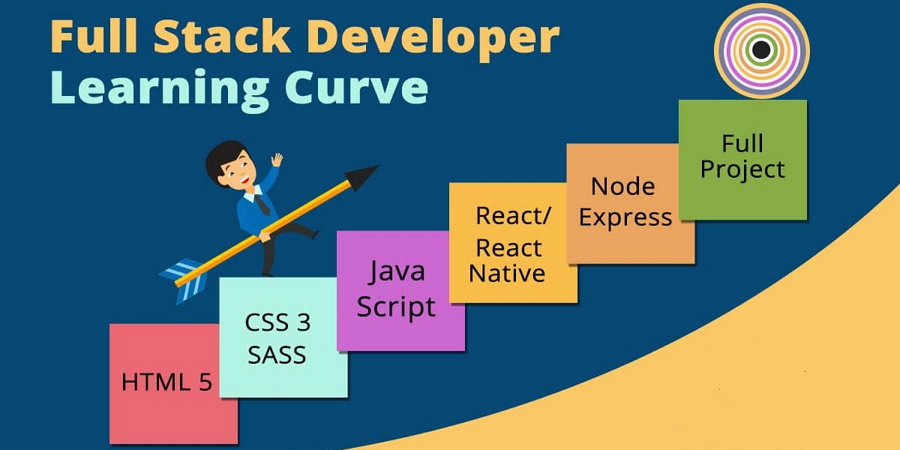 Full Stack Developer
Learning Curve
HTML 5
CSS 3
SASS
Java
Script
React/
React
Native
Node
Express
Full
Project